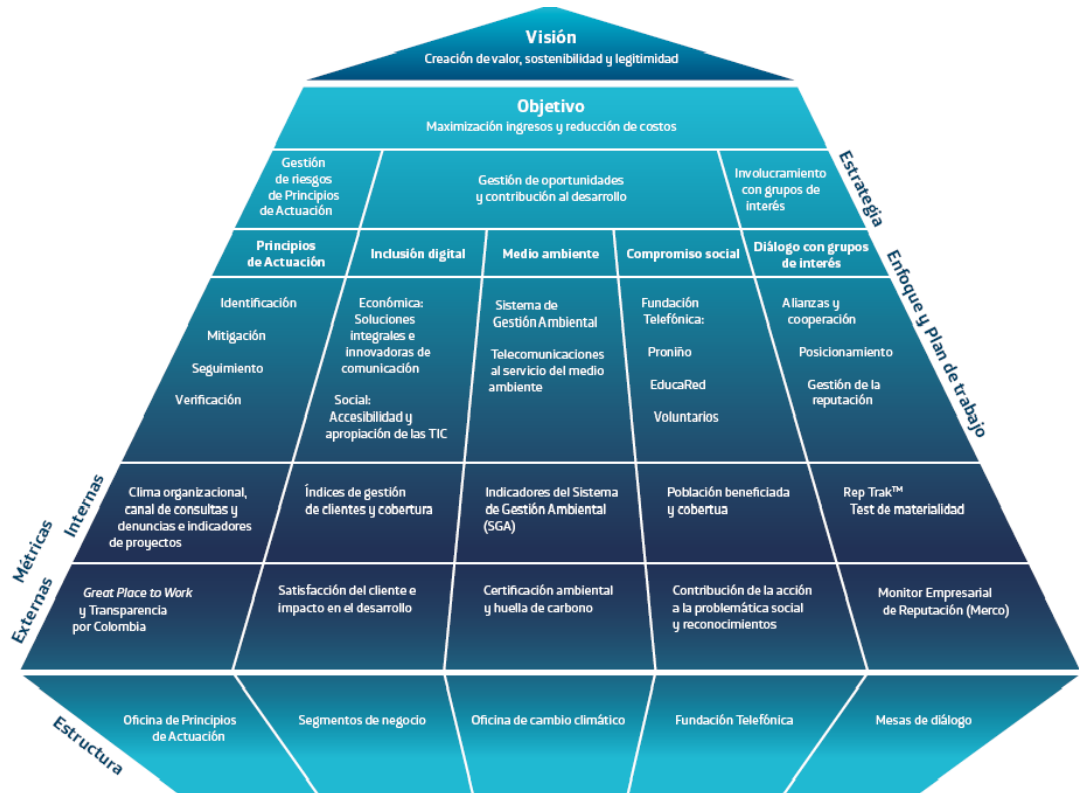 Visión
Creación de valor, sostenibilidad y legitimidad
Objetivo
Maximización ingresos y reducción de costos
Gestión
de riesgos
de Principios
de Actuación
Gestión de oportunidades
y contribución al desarrollo
Involucramiento
con grupos de
interés
Estrategia
Principios
de Actuación
Inclusión digital
Medio ambiente
Compromiso social
Diálogo con grupos
de interés
Identificación
Mitigación
Seguimiento
Verificación
Económica:
Soluciones
integrales e
innovadoras de
comunicación
Social:
Accesibilidad y
apropiación de las TIC
Sistema de
Gestión Ambiental
Telecomunicaciones
al servicio del medio
ambiente
Fundación
Telefónica:
Proniño
EducaRed
Voluntarios
Alianzas y
cooperación
Posicionamiento
Gestión de la
reputación
Enfoque y Plan de trabajo
Métricas
Internas
Clima organizacional,
canal de consultas y
denuncias e indicadores
de proyectos
Índices de gestión
de clientes y cobertura
Indicadores del Sistema
de Gestión Ambiental
(SGA)
Población beneficiada
y cobertua
Rep Trak™
Test de materialidad
Externas
Great Place to Work
y Transparencia
por Colombia
Satisfacción del cliente e
impacto en el desarrollo
Certificación ambiental
y huella de carbono
Contribución de la acción
a la problemática social
y reconocimientos
Monitor Empresarial
de Reputación (Merco)
Estructura
Oficina de Principios
de Actuación
Segmentos de negocio
Oficina de cambio climático
Fundación Telefónica
Mesas de diálogo